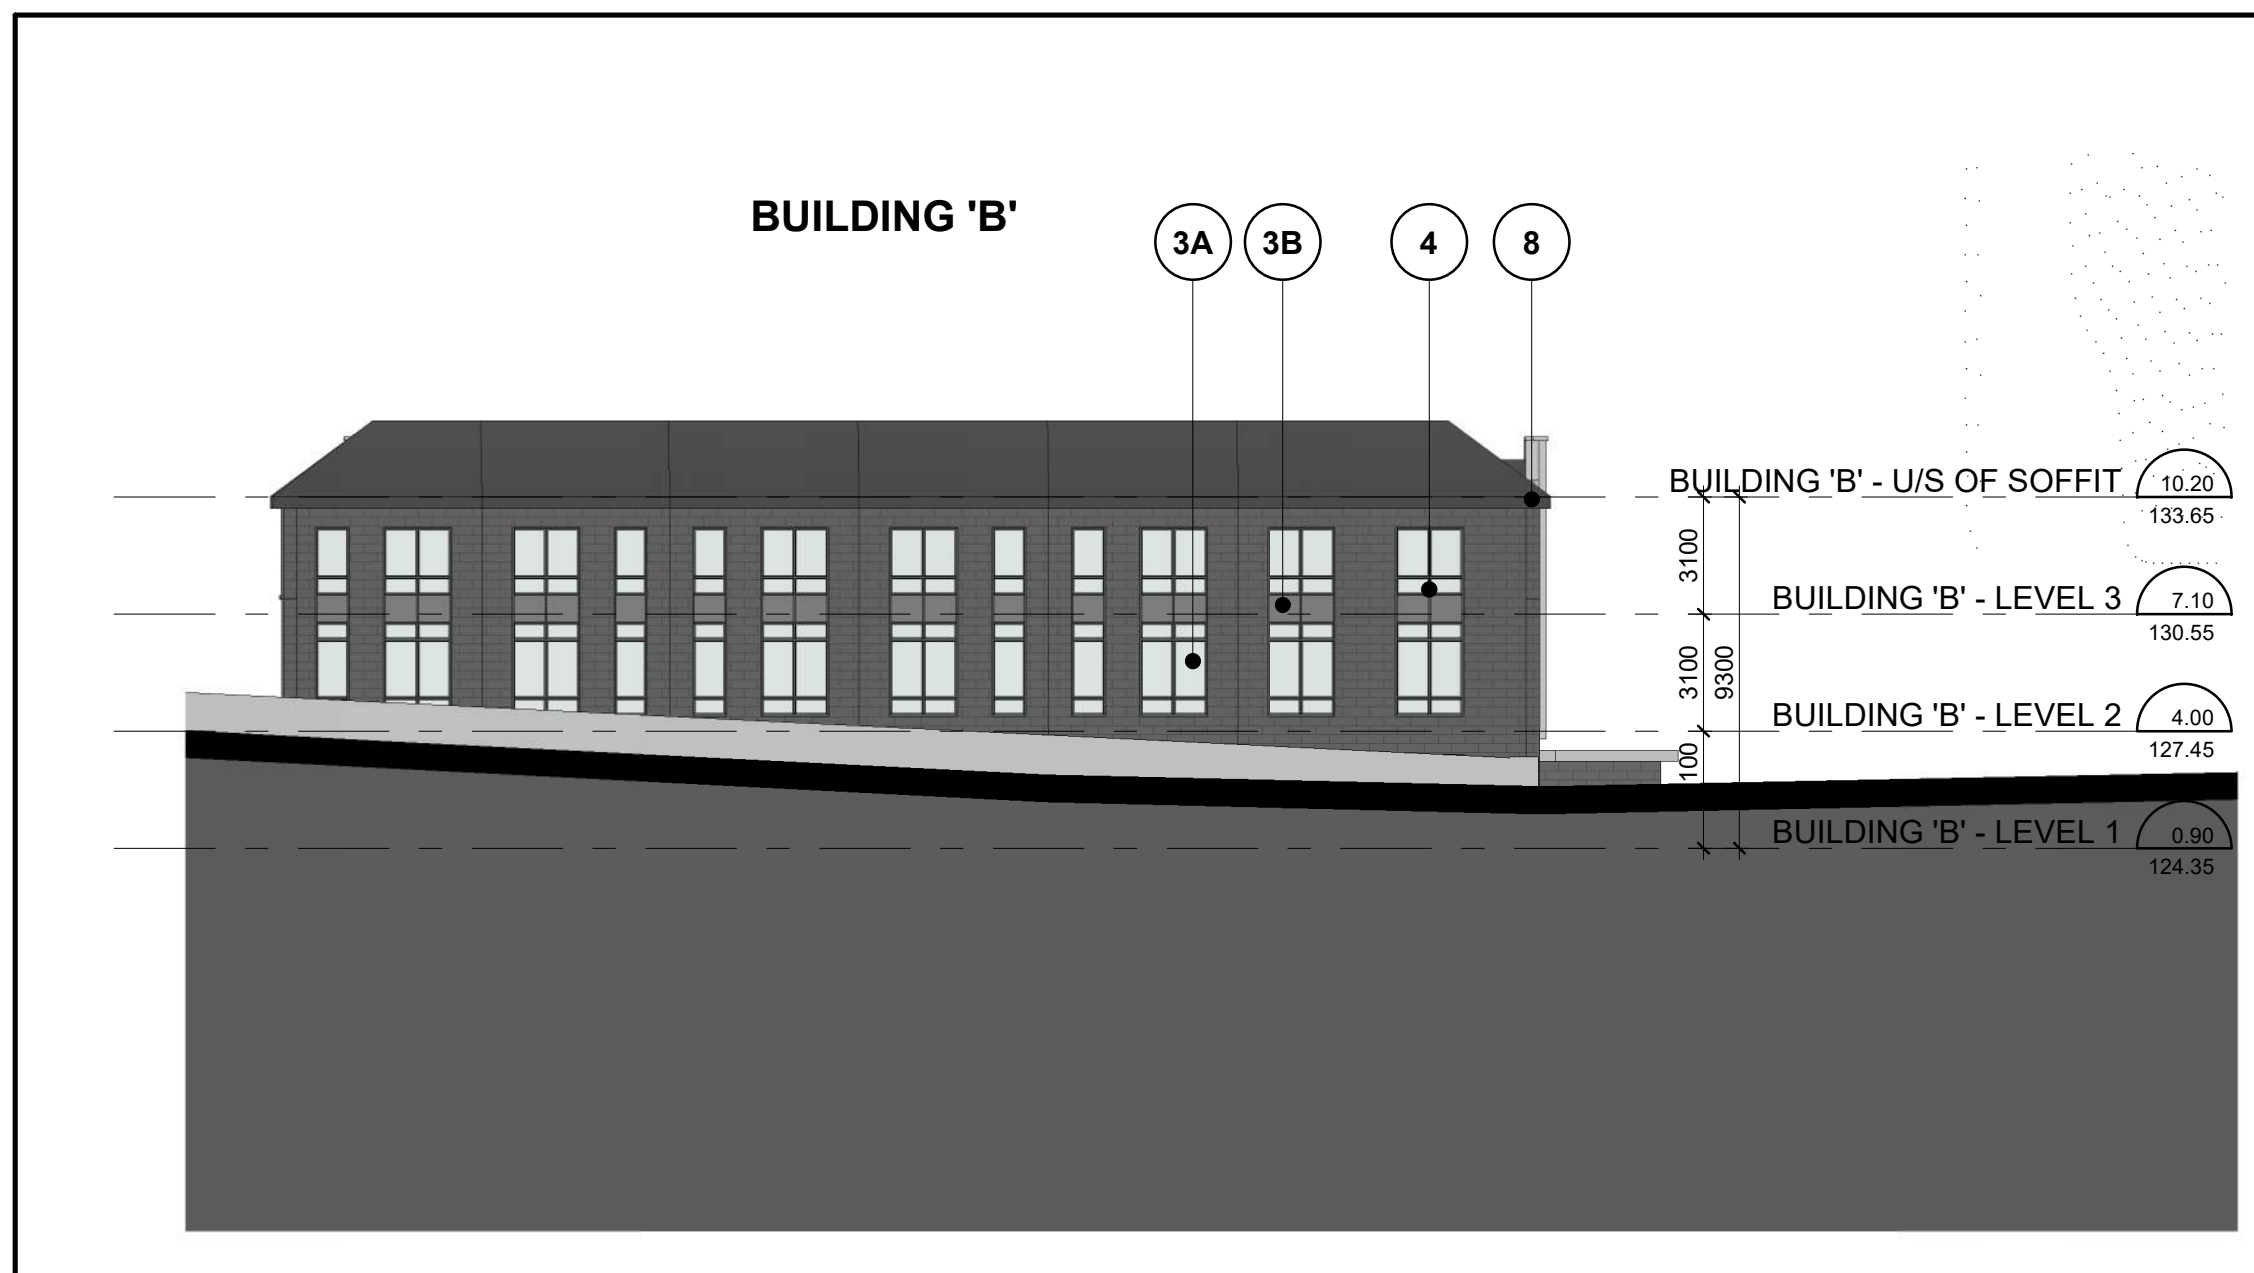 BUILDING 'B'
3A
3B
4
8
BUILDING 'B' - U/S OF SOFFIT
10.20
133.65
3100
BUILDING 'B' - LEVEL 3
7.10
130.55
3100
9300
BUILDING 'B' - LEVEL 2
4.00
127.45
100
BUILDING 'B' - LEVEL 1
0.90
124.35